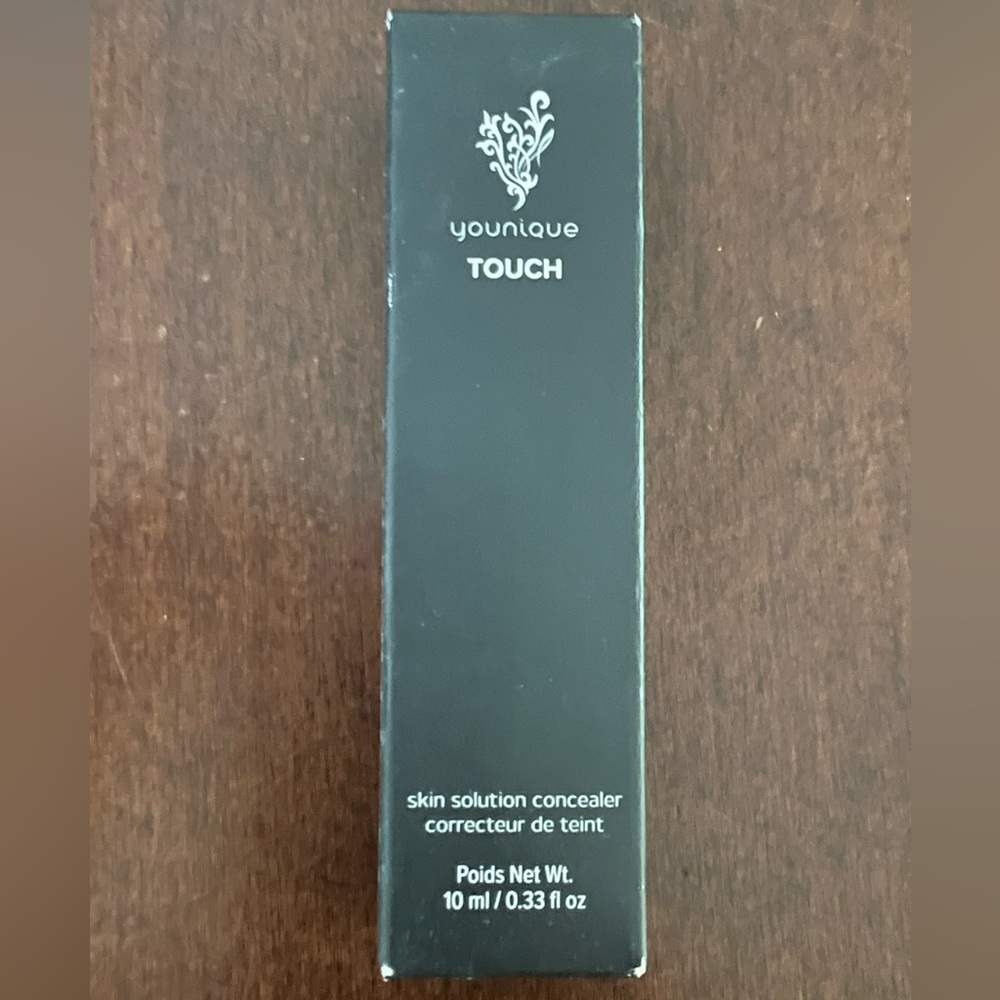 younique
TOUCH
skin solution concealer
correcteur de teint
Poids Net Wt.
10 ml / 0.33 fl oz